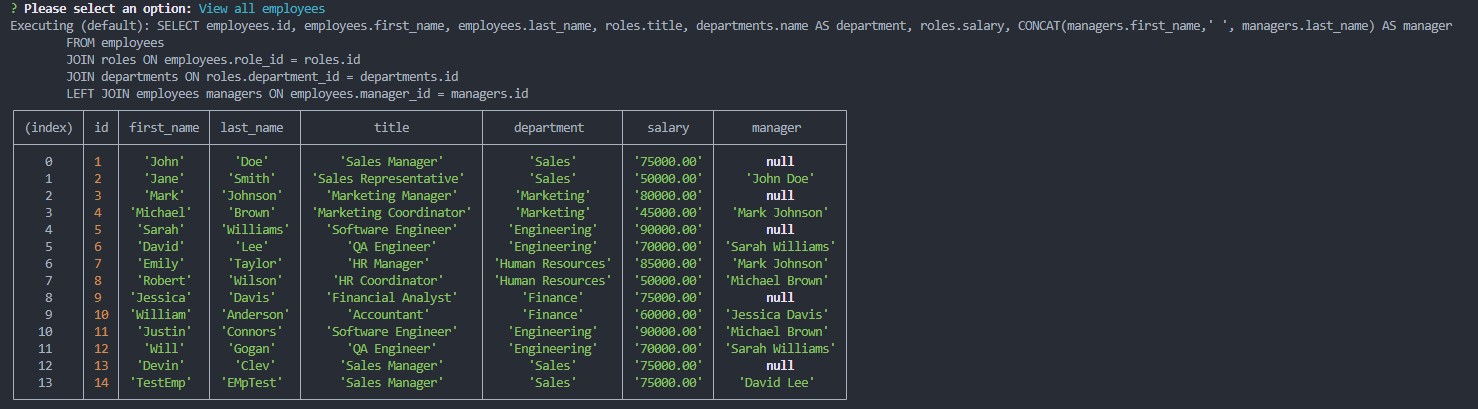 ? Please select an option: View all employees
Executing (default): SELECT employees.id, employees.first_name, employees.last_name, roles.title, departments.name AS department, roles.salary, CONCAT(managers.first_name,' ', managers.last_name) AS manager
FROM employees
JOIN roles ON employees.role_id = roles.id
JOIN departments ON roles.department_id = departments.id
LEFT JOIN employees managers ON employees.manager_id = managers.id
(index) id first_name last_name title department salary manager
0 1 'John' 'Doe' 'Sales Manager' 'Sales' '75000.00' null
1 2 'Jane' 'Smith' 'Sales Representative' 'Sales' '50000.00' 'John Doe'
2 3 'Mark' 'Johnson' 'Marketing Manager' 'Marketing' '80000.00' null
3 4 'Michael' 'Brown' 'Marketing Coordinator' 'Marketing' '45000.00' 'Mark Johnson'
4 5 'Sarah' 'Williams' 'Software Engineer' 'Engineering' '90000.00' null
5 6 'David' 'Lee' 'QA Engineer' 'Engineering' '70000.00' 'Sarah Williams'
6 7 'Emily' 'Taylor' 'HR Manager' 'Human Resources' '85000.00' 'Mark Johnson'
7 8 'Robert' 'Wilson' 'HR Coordinator' 'Human Resources' '50000.00' 'Michael Brown'
8 9 'Jessica' 'Davis' 'Financial Analyst' 'Finance' '75000.00' null
9 10 'William' 'Anderson' 'Accountant' 'Finance' '60000.00' 'Jessica Davis'
10 11 'Justin' 'Connors' 'Software Engineer' 'Engineering' '90000.00' 'Michael Brown'
11 12 'Will' 'Gogan' 'QA Engineer' 'Engineering' '70000.00' 'Sarah Williams'
12 13 'Devin' 'Clev' 'Sales Manager' 'Sales' '75000.00' null
13 14 'TestEmp' 'EMpTest' 'Sales Manager' 'Sales' '75000.00' 'David Lee'